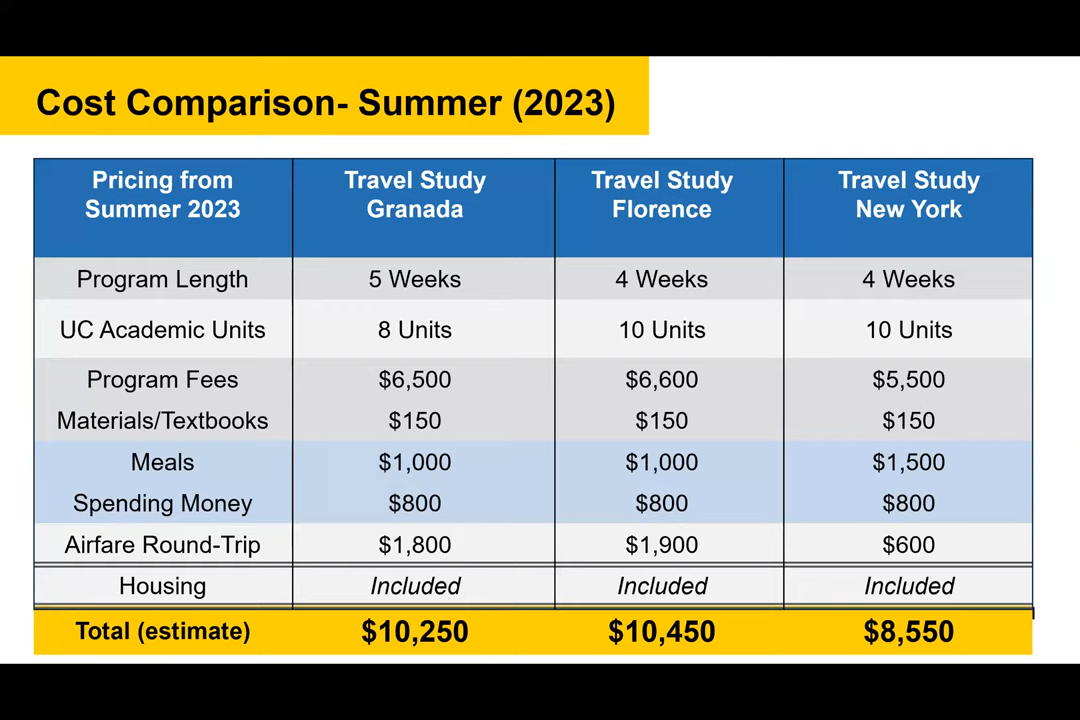 Cost Comparison- Summer (2023)
Pricing from Summer 2023 Travel Study Granada Travel Study Florence Travel Study New York
Program Length 5 Weeks 4 Weeks 4 Weeks
UC Academic Units 8 Units 10 Units 10 Units
Program Fees $6,500 $6,600 $5,500
Materials/Textbooks $150 $150 $150
Meals $1,000 $1,000 $1,500
Spending Money $800 $800 $800
Airfare Round-Trip $1,800 $1,900 $600
Housing Included Included Included
Total (estimate) $10,250 $10,450 $8,550